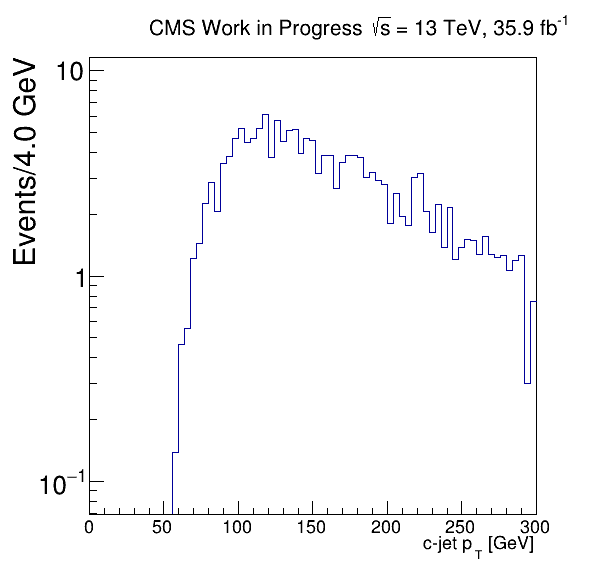 CMS Work in Progress √s = 13 TeV, 35.9 fb⁻¹
Events/4.0 GeV
10
1
10⁻¹
0 50 100 150 200 250 300
c-jet p_T [GeV]